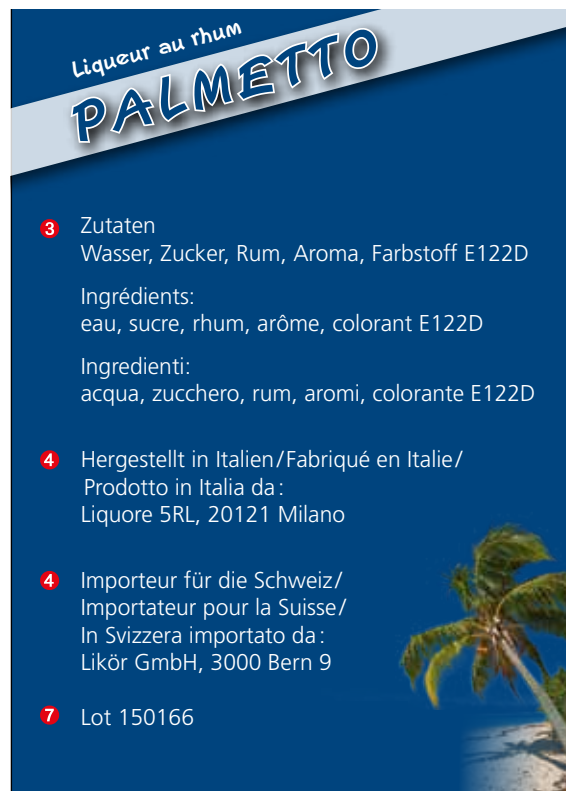 Liqueur au rhum
PALMETTO
3 Zutaten
Wasser, Zucker, Rum, Aroma, Farbstoff E122D
Ingrédients:
eau, sucre, rhum, arôme, colorant E122D
Ingredienti:
acqua, zucchero, rum, aromi, colorante E122D
4 Hergestellt in Italien/Fabriqué en Italie/
Prodotto in Italia da:
Liquore 5RL, 20121 Milano
4 Importeur für die Schweiz/
Importateur pour la Suisse/
In Svizzera importato da:
Likör GmbH, 3000 Bern 9
7 Lot 150166